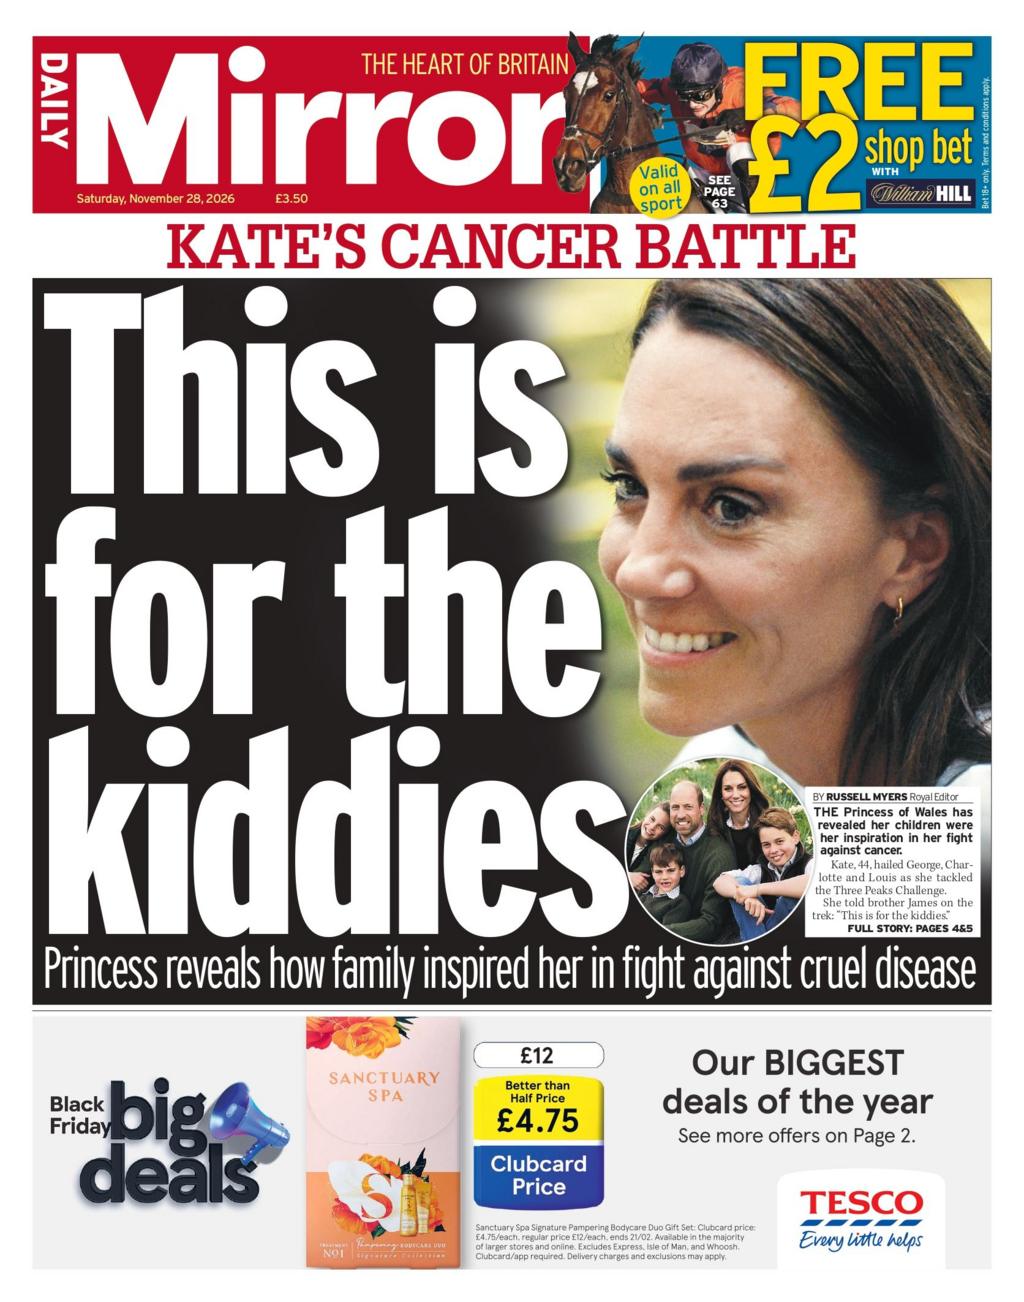 DAILY
Mirror
THE HEART OF BRITAIN
Saturday, November 28, 2026 £3.50
FREE
£2 shop bet
WITH
William HILL
Valid
on all
sport
SEE
PAGE
63
Bet 18+ only. Terms and conditions apply.
KATE'S CANCER BATTLE
This is
for the
kiddies
BY RUSSELL MYERS Royal Editor
THE Princess of Wales has
revealed her children were
her inspiration in her fight
against cancer.
Kate, 44, hailed George, Char-
lotte and Louis as she tackled
the Three Peaks Challenge.
She told brother James on the
trek: "This is for the kiddies."
FULL STORY: PAGES 4&5
Princess reveals how family inspired her in fight against cruel disease
Black
Friday
big
deals
SANCTUARY
SPA
TREATMENT
Nº1
Pampering BODYCARE DUO
Signature Collection
£12
Better than
Half Price
£4.75
Clubcard
Price
Our BIGGEST
deals of the year
See more offers on Page 2.
Sanctuary Spa Signature Pampering Bodycare Duo Gift Set: Clubcard price:
£4.75/each, regular price £12/each, ends 21/02. Available in the majority
of larger stores and online. Excludes Express, Isle of Man, and Whoosh.
Clubcard/app required. Delivery charges and exclusions may apply.
TESCO
Every little helps